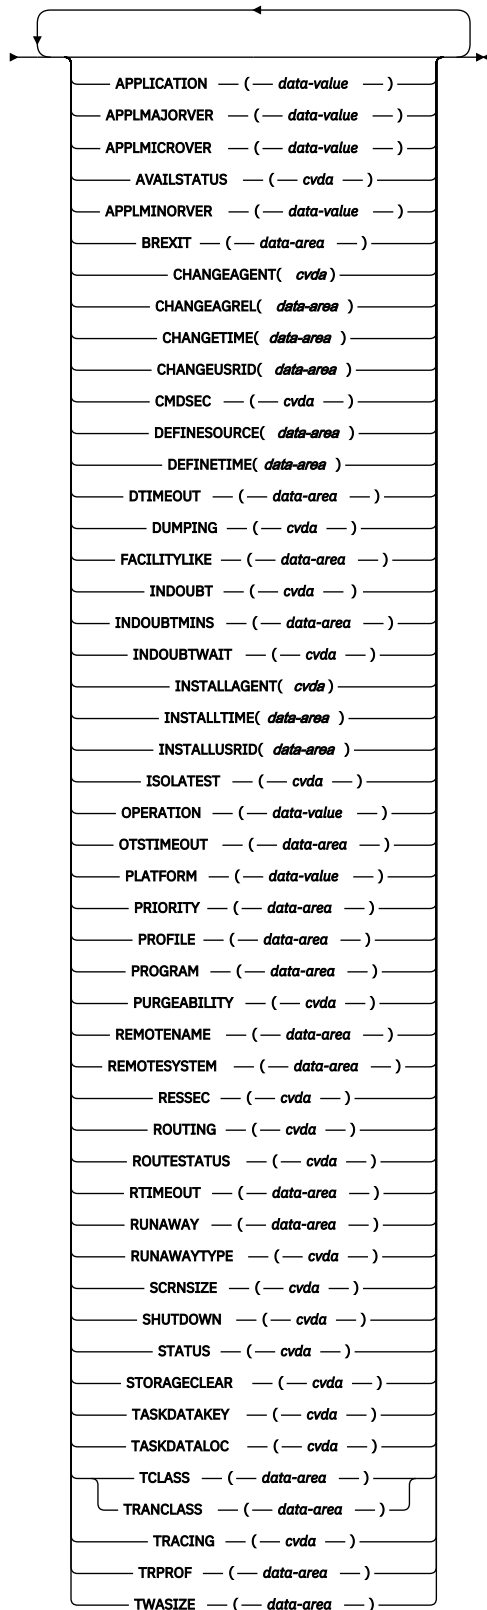 APPLICATION ( data-value )
APPLMAJORVER ( data-value )
APPLMICROVER ( data-value )
AVAILSTATUS ( cvda )
APPLMINORVER ( data-value )
BREXIT ( data-area )
CHANGEAGENT( cvda )
CHANGEAGREL( data-area )
CHANGETIME( data-area )
CHANGEUSRID( data-area )
CMDSEC ( cvda )
DEFINESOURCE( data-area )
DEFINETIME( data-area )
DTIMEOUT ( data-area )
DUMPING ( cvda )
FACILITYLIKE ( data-area )
INDOUBT ( cvda )
INDOUBTMINS ( data-area )
INDOUBTWAIT ( cvda )
INSTALLAGENT( cvda )
INSTALLTIME( data-area )
INSTALLUSRID( data-area )
ISOLATEST ( cvda )
OPERATION ( data-value )
OTSTIMEOUT ( data-area )
PLATFORM ( data-value )
PRIORITY ( data-area )
PROFILE ( data-area )
PROGRAM ( data-area )
PURGEABILITY ( cvda )
REMOTENAME ( data-area )
REMOTESYSTEM ( data-area )
RESSEC ( cvda )
ROUTING ( cvda )
ROUTESTATUS ( cvda )
RTIMEOUT ( data-area )
RUNAWAY ( data-area )
RUNAWAYTYPE ( cvda )
SCRNSIZE ( cvda )
SHUTDOWN ( cvda )
STATUS ( cvda )
STORAGECLEAR ( cvda )
TASKDATAKEY ( cvda )
TASKDATALOC ( cvda )
TCLASS ( data-area )
TRANCLASS ( data-area )
TRACING ( cvda )
TRPROF ( data-area )
TWASIZE ( data-area )